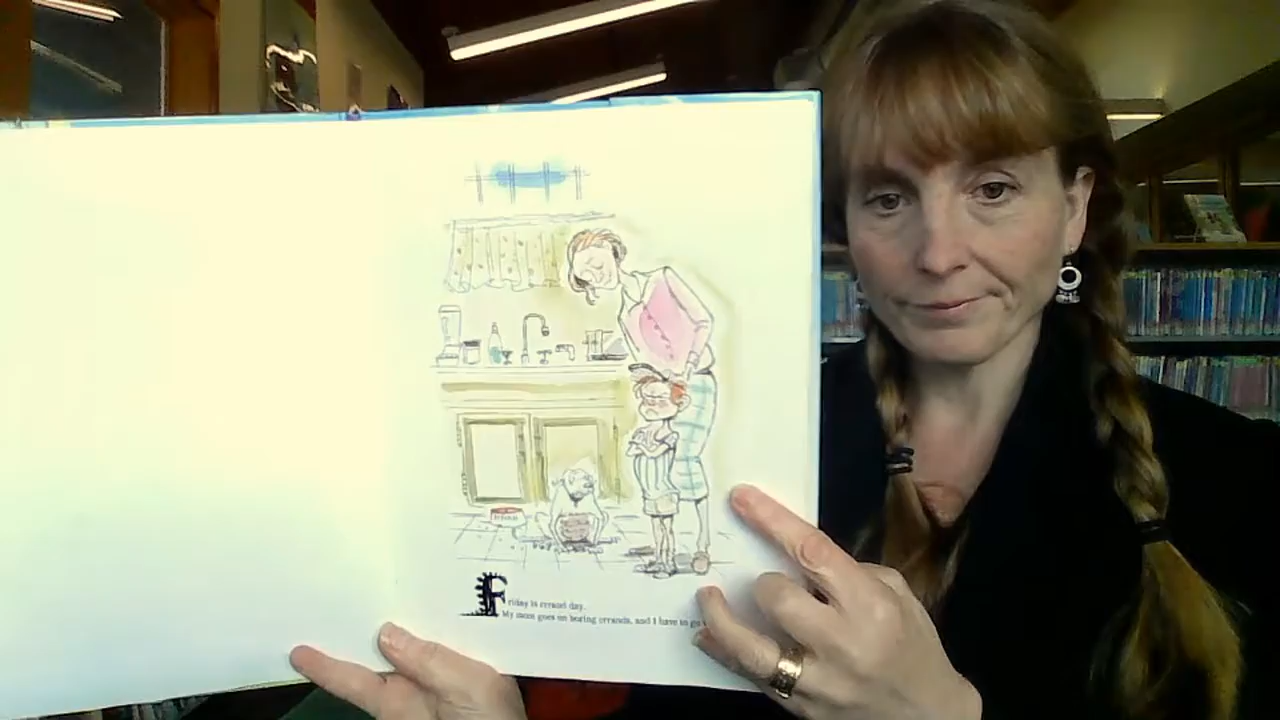 Friday is errand day.
My mom goes on boring errands, and I have to go